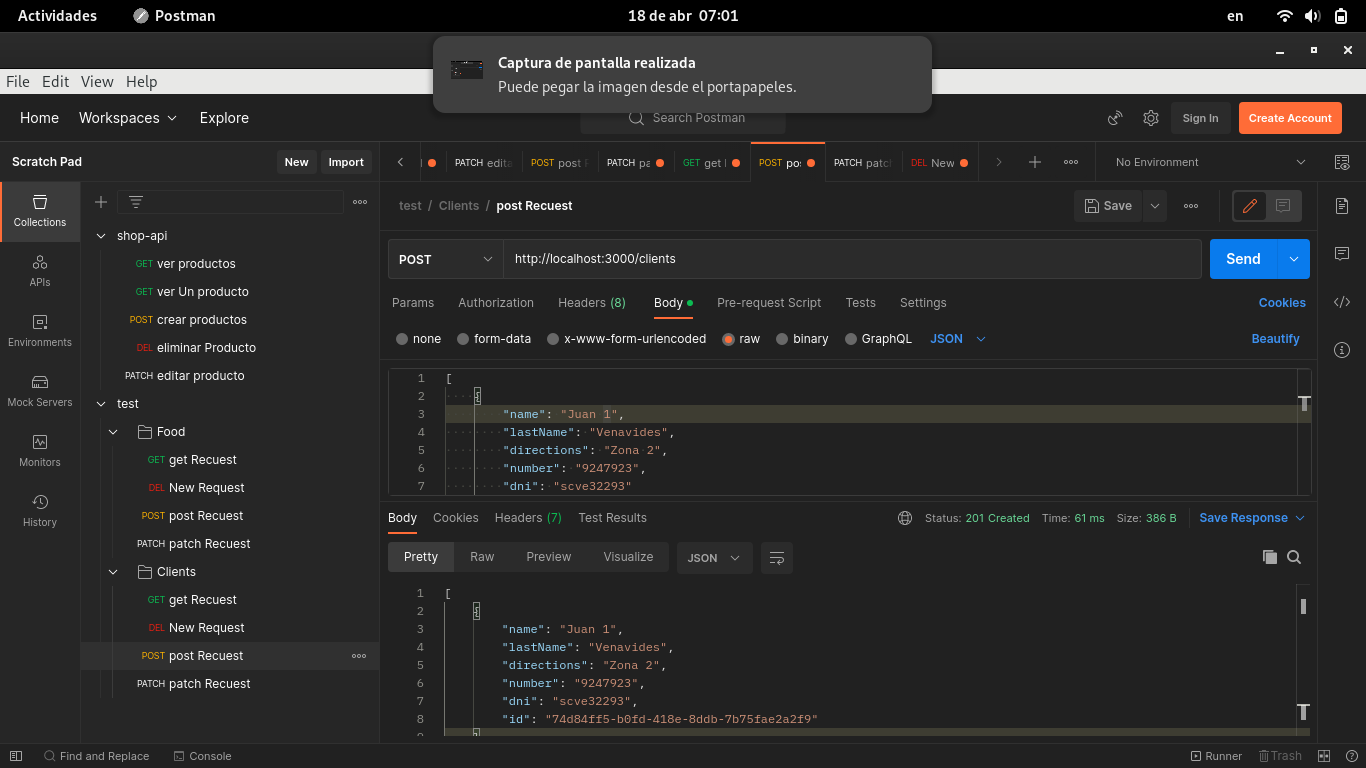 Actividades Postman 18 de abr 07:01 en
Captura de pantalla realizada
Puede pegar la imagen desde el portapapeles.
File Edit View Help
Home Workspaces Explore Search Postman Sign In Create Account
Scratch Pad New Import
PATCH edita POST post PATCH pa GET get POST pos PATCH patc DEL New No Environment
Collections
APIs
Environments
Mock Servers
Monitors
History
shop-api
GET ver productos
GET ver Un producto
POST crear productos
DEL eliminar Producto
PATCH editar producto
test
Food
GET get Recuest
DEL New Request
POST post Recuest
PATCH patch Recuest
Clients
GET get Recuest
DEL New Request
POST post Recuest
PATCH patch Recuest
test / Clients / post Recuest Save
POST http://localhost:3000/clients Send
Params Authorization Headers (8) Body Pre-request Script Tests Settings Cookies
none form-data x-www-form-urlencoded raw binary GraphQL JSON Beautify
1 [
2 {
3 "name": "Juan 1",
4 "lastName": "Venavides",
5 "directions": "Zona 2",
6 "number": "9247923",
7 "dni": "scve32293"
Body Cookies Headers (7) Test Results Status: 201 Created Time: 61 ms Size: 386 B Save Response
Pretty Raw Preview Visualize JSON
1 [
2 {
3 "name": "Juan 1",
4 "lastName": "Venavides",
5 "directions": "Zona 2",
6 "number": "9247923",
7 "dni": "scve32293",
8 "id": "74d84ff5-b0fd-418e-8ddb-7b75fae2a2f9"
9 }
Find and Replace Console Runner Trash